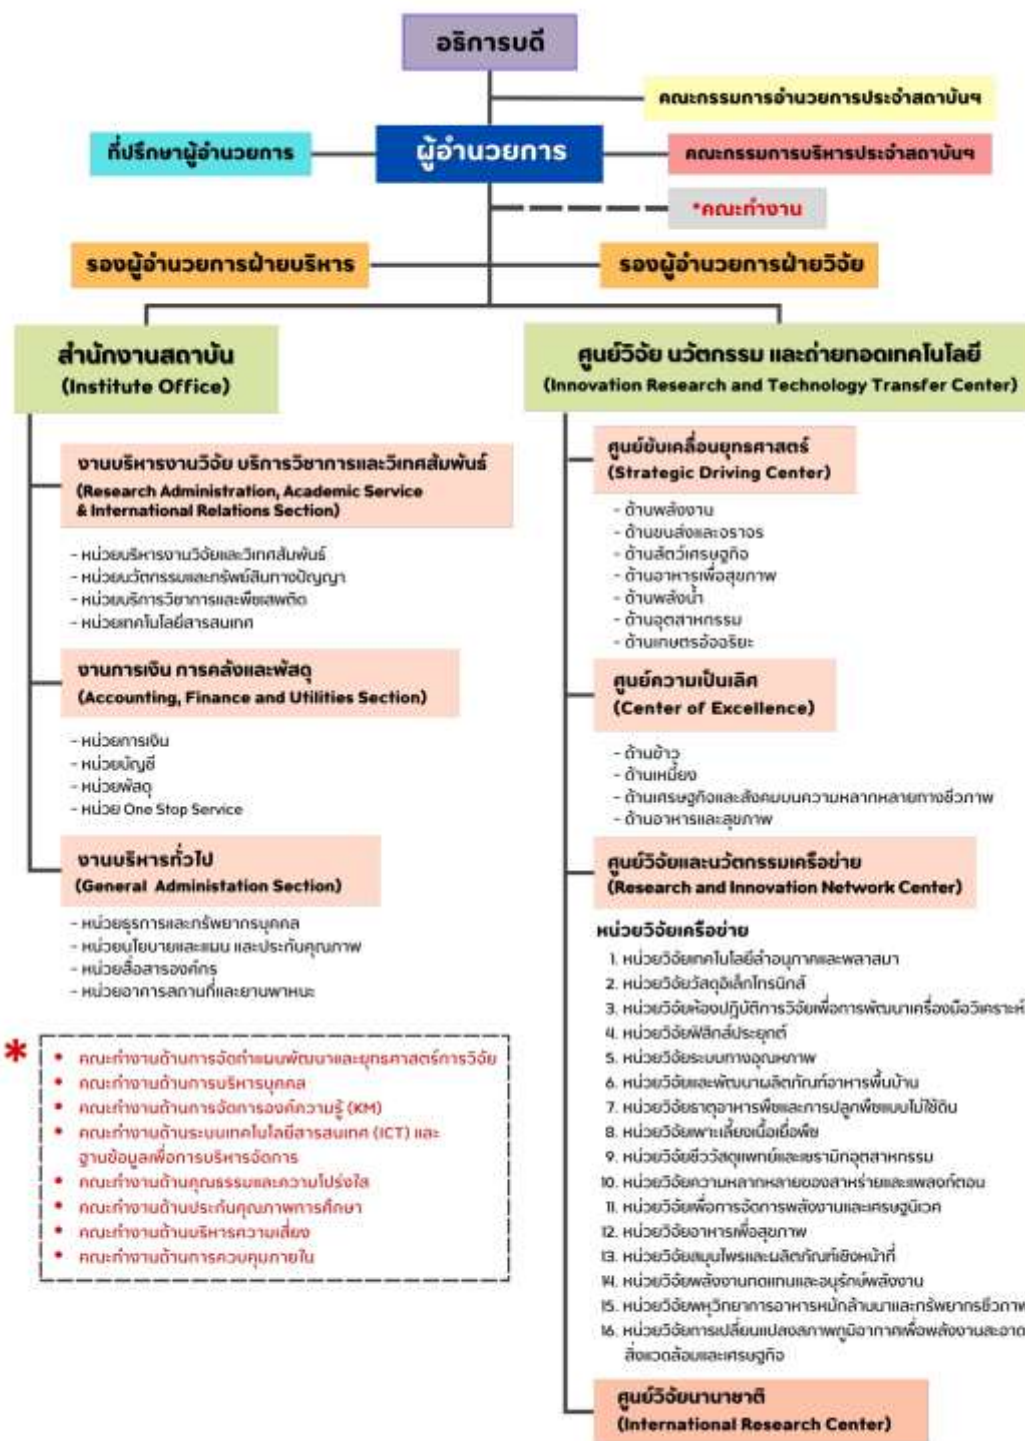 อธิการบดี
คณะกรรมการอำนวยการประจำสถาบันฯ
ที่ปรึกษาผู้อำนวยการ
ผู้อำนวยการ
คณะกรรมการบริหารประจำสถาบันฯ
*คณะทำงาน
รองผู้อำนวยการฝ่ายบริหาร
รองผู้อำนวยการฝ่ายวิจัย
สำนักงานสถาบัน
(Institute Office)
งานบริหารงานวิจัย บริการวิชาการและวิเทศสัมพันธ์
(Research Administration, Academic Service
& International Relations Section)
- หน่วยบริหารงานวิจัยและวิเทศสัมพันธ์
- หน่วยนวัตกรรมและทรัพย์สินทางปัญญา
- หน่วยบริการวิชาการและพืชเสพติด
- หน่วยเทคโนโลยีสารสนเทศ
งานการเงิน การคลังและพัสดุ
(Accounting, Finance and Utilities Section)
- หน่วยการเงิน
- หน่วยบัญชี
- หน่วยพัสดุ
- หน่วย One Stop Service
งานบริหารทั่วไป
(General Administation Section)
- หน่วยธุรการและทรัพยากรบุคคล
- หน่วยนโยบายและแผน และประกันคุณภาพ
- หน่วยสื่อสารองค์กร
- หน่วยอาคารสถานที่และยานพาหนะ
*
• คณะทำงานด้านการจัดทำแผนพัฒนาและยุทธศาสตร์การวิจัย
• คณะทำงานด้านการบริหารบุคคล
• คณะทำงานด้านการจัดการองค์ความรู้ (KM)
• คณะทำงานด้านระบบเทคโนโลยีสารสนเทศ (ICT) และ
ฐานข้อมูลเพื่อการบริหารจัดการ
• คณะทำงานด้านคุณธรรมและความโปร่งใส
• คณะทำงานด้านประกันคุณภาพการศึกษา
• คณะทำงานด้านบริหารความเสี่ยง
• คณะทำงานด้านการควบคุมภายใน
ศูนย์วิจัย นวัตกรรม และถ่ายทอดเทคโนโลยี
(Innovation Research and Technology Transfer Center)
ศูนย์ขับเคลื่อนยุทธศาสตร์
(Strategic Driving Center)
- ด้านพลังงาน
- ด้านขนส่งและจราจร
- ด้านสัตว์เศรษฐกิจ
- ด้านอาหารเพื่อสุขภาพ
- ด้านพลังน้ำ
- ด้านอุตสาหกรรม
- ด้านเกษตรอัจฉริยะ
ศูนย์ความเป็นเลิศ
(Center of Excellence)
- ด้านข้าว
- ด้านเหมี้ยง
- ด้านเศรษฐกิจและสังคมบนความหลากหลายทางชีวภาพ
- ด้านอาหารและสุขภาพ
ศูนย์วิจัยและนวัตกรรมเครือข่าย
(Research and Innovation Network Center)
หน่วยวิจัยเครือข่าย
1. หน่วยวิจัยเทคโนโลยีลำอนุภาคและพลาสมา
2. หน่วยวิจัยวัสดุอิเล็กโทรนิกส์
3. หน่วยวิจัยห้องปฏิบัติการวิจัยเพื่อการพัฒนาเครื่องมือวิเคราะห์
4. หน่วยวิจัยฟิสิกส์ประยุกต์
5. หน่วยวิจัยระบบทางอุณหภาพ
6. หน่วยวิจัยและพัฒนาผลิตภัณฑ์อาหารพื้นบ้าน
7. หน่วยวิจัยธาตุอาหารพืชและการปลูกพืชแบบไม่ใช้ดิน
8. หน่วยวิจัยเพาะเลี้ยงเนื้อเยื่อพืช
9. หน่วยวิจัยชีววัสดุแพทย์และเซรามิกอุตสาหกรรม
10. หน่วยวิจัยความหลากหลายของสาหร่ายและแพลงก์ตอน
11. หน่วยวิจัยเพื่อการจัดการพลังงานและเศรษฐนิเวศ
12. หน่วยวิจัยอาหารเพื่อสุขภาพ
13. หน่วยวิจัยสมุนไพรและผลิตภัณฑ์เชิงหน้าที่
14. หน่วยวิจัยพลังงานทดแทนและอนุรักษ์พลังงาน
15. หน่วยวิจัยพหุวิทยาการอาหารหมักล้านนาและทรัพยากรชีวภาพ
16. หน่วยวิจัยการเปลี่ยนแปลงสภาพภูมิอากาศเพื่อพลังงานสะอาด
สิ่งแวดล้อมและเศรษฐกิจ
ศูนย์วิจัยนานาชาติ
(International Research Center)